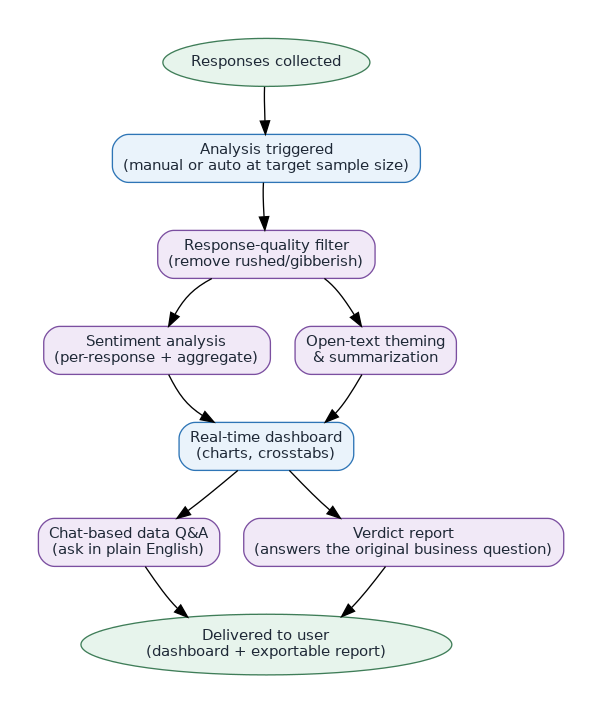 Responses collected
Analysis triggered
(manual or auto at target sample size)
Response-quality filter
(remove rushed/gibberish)
Sentiment analysis
(per-response + aggregate)
Open-text theming
& summarization
Real-time dashboard
(charts, crosstabs)
Chat-based data Q&A
(ask in plain English)
Verdict report
(answers the original business question)
Delivered to user
(dashboard + exportable report)